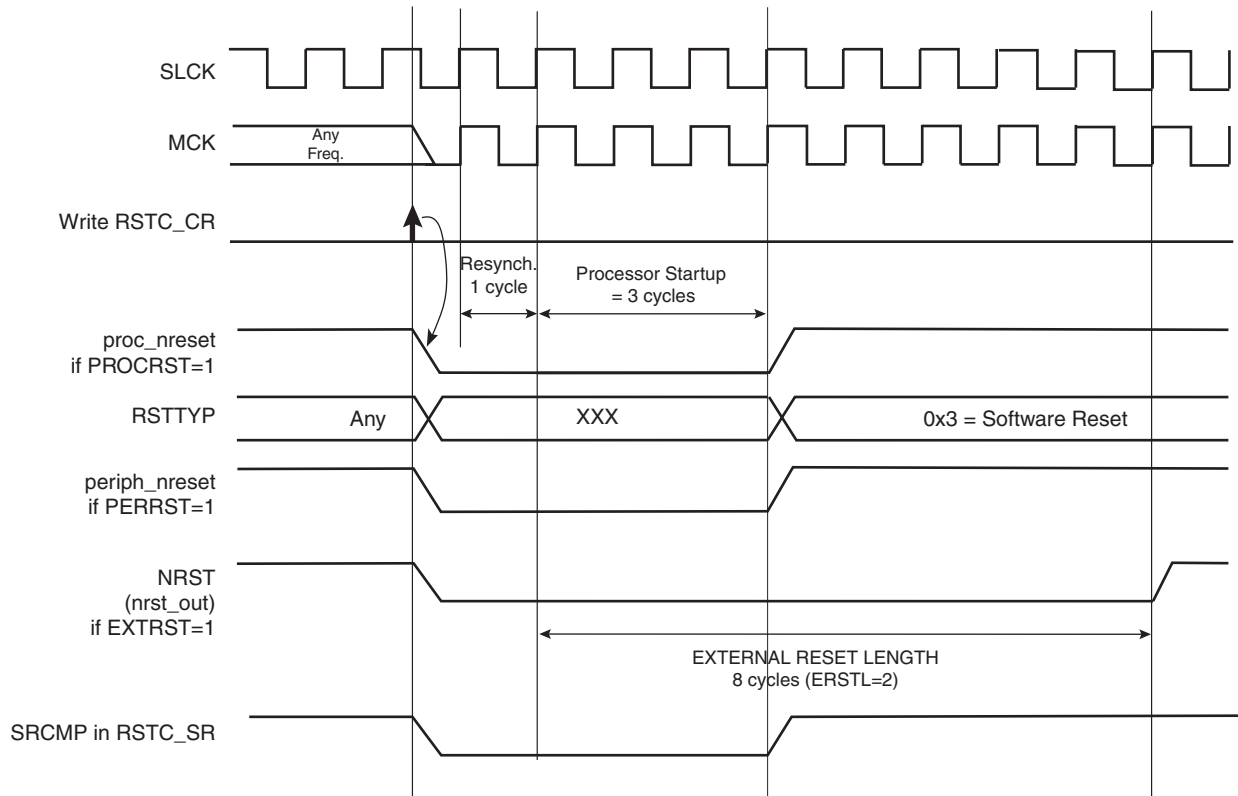 SLCK
MCK
Any
Freq.
Write RSTC_CR
Resynch.
1 cycle
Processor Startup
= 3 cycles
proc_nreset
if PROCRST=1
RSTTYP
Any
XXX
0x3 = Software Reset
periph_nreset
if PERRST=1
NRST
(nrst_out)
if EXTRST=1
EXTERNAL RESET LENGTH
8 cycles (ERSTL=2)
SRCMP in RSTC_SR